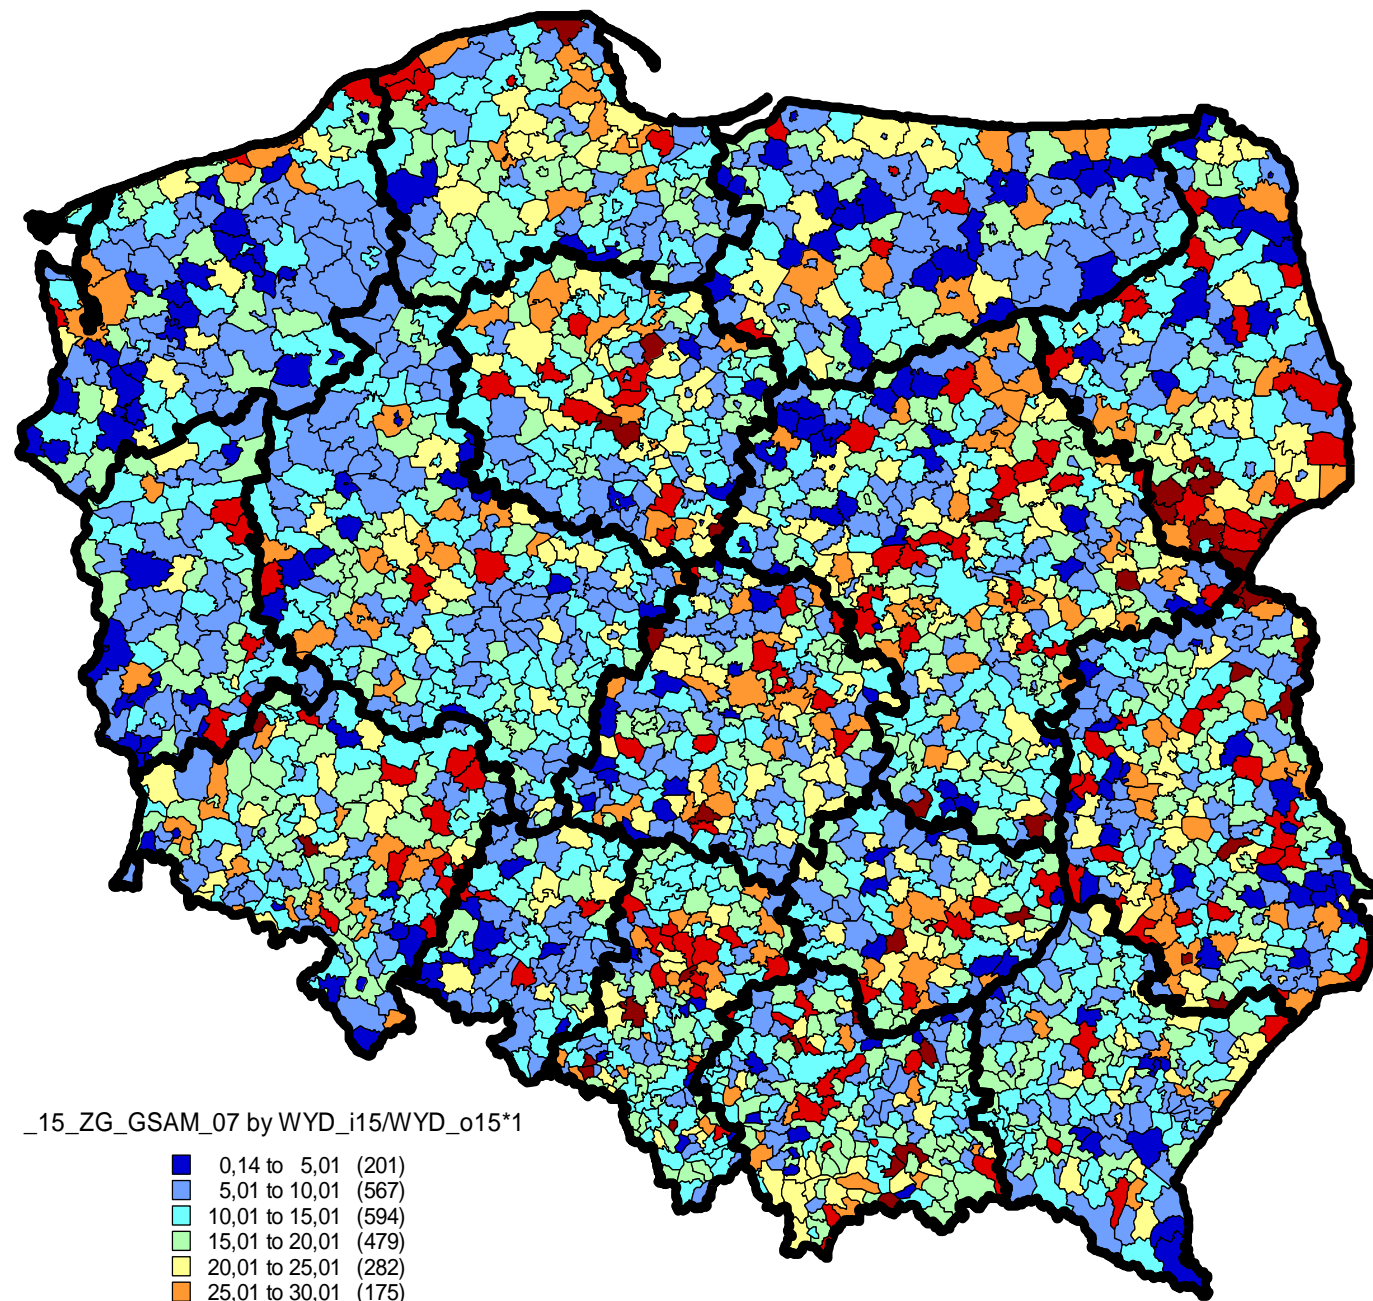 _15_ZG_GSAM_07 by WYD_i15/WYD_o15*1
0,14 to 5,01 (201)
5,01 to 10,01 (567)
10,01 to 15,01 (594)
15,01 to 20,01 (479)
20,01 to 25,01 (282)
25,01 to 30,01 (175)